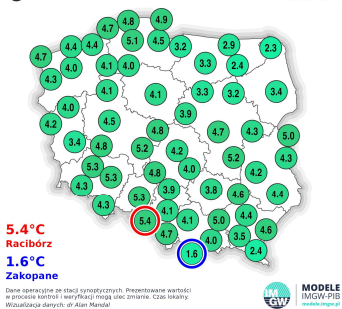 4.8 4.9
4.7
4.4 4.4 5.1 4.5 3.2 2.9 2.3
4.7
4.0 4.1 4.0 3.3 2.4
4.3
4.1 4.1 3.3 3.2 3.4
4.0
3.9
4.2 4.5
4.8 4.7 4.3 5.0
3.4 4.8 5.2 4.2 5.2 4.3
5.3 4.8 4.0 4.2
5.3
4.3 3.9 3.8 4.6 4.4
4.3 5.3
4.1 4.4
5.4 4.1 5.0
4.7 4.0 3.5 4.6
1.6 2.4
5.4°C
Racibórz
1.6°C
Zakopane
Dane operacyjne ze stacji synoptycznych. Prezentowane wartości
w procesie kontroli i weryfikacji mogą ulec zmianie. Czas lokalny.
Wizualizacja danych: dr Alan Mandal
IM
GW
MODELE
IMGW-PIB
modele.imgw.pl